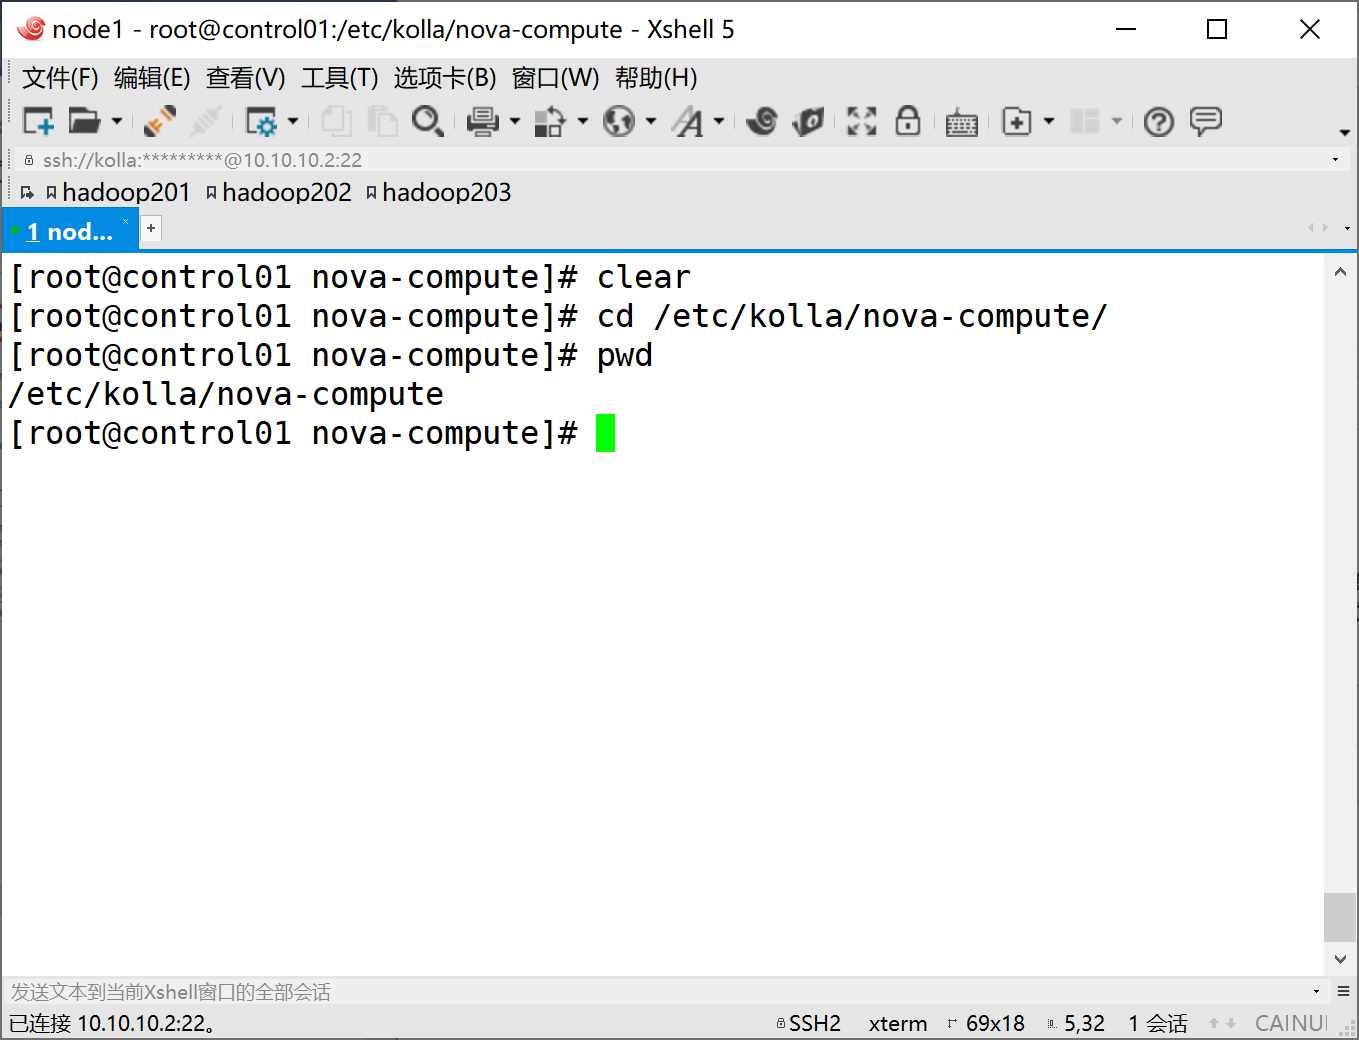 node1 - root@control01:/etc/kolla/nova-compute - Xshell 5
文件(F) 编辑(E) 查看(V) 工具(T) 选项卡(B) 窗口(W) 帮助(H)
ssh://kolla:*********@10.10.10.2:22
hadoop201 hadoop202 hadoop203
1 nod... × +
[root@control01 nova-compute]# clear
[root@control01 nova-compute]# cd /etc/kolla/nova-compute/
[root@control01 nova-compute]# pwd
/etc/kolla/nova-compute
[root@control01 nova-compute]#
发送文本到当前Xshell窗口的全部会话
已连接 10.10.10.2:22。 SSH2 xterm 69x18 5,32 1 会话